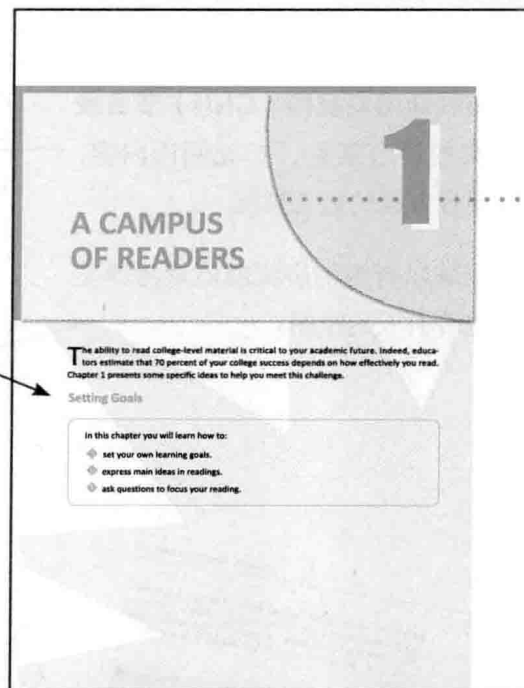 1
A CAMPUS
OF READERS
The ability to read college-level material is critical to your academic future. Indeed, educa-
tors estimate that 70 percent of your college success depends on how effectively you read.
Chapter 1 presents some specific ideas to help you meet this challenge.
Setting Goals
In this chapter you will learn how to:
set your own learning goals.
express main ideas in readings.
ask questions to focus your reading.